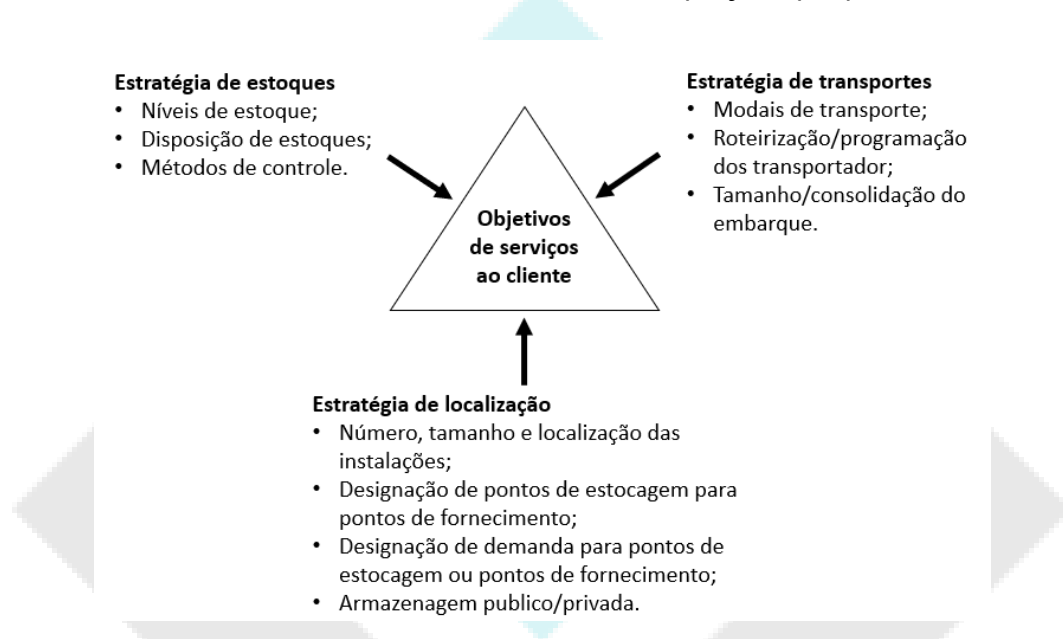 Estratégia de estoques
• Níveis de estoque;
• Disposição de estoques;
• Métodos de controle.
Estratégia de transportes
• Modais de transporte;
• Roteirização/programação
dos transportador;
• Tamanho/consolidação do
embarque.
Objetivos
de serviços
ao cliente
Estratégia de localização
• Número, tamanho e localização das
instalações;
• Designação de pontos de estocagem para
pontos de fornecimento;
• Designação de demanda para pontos de
estocagem ou pontos de fornecimento;
• Armazenagem publico/privada.